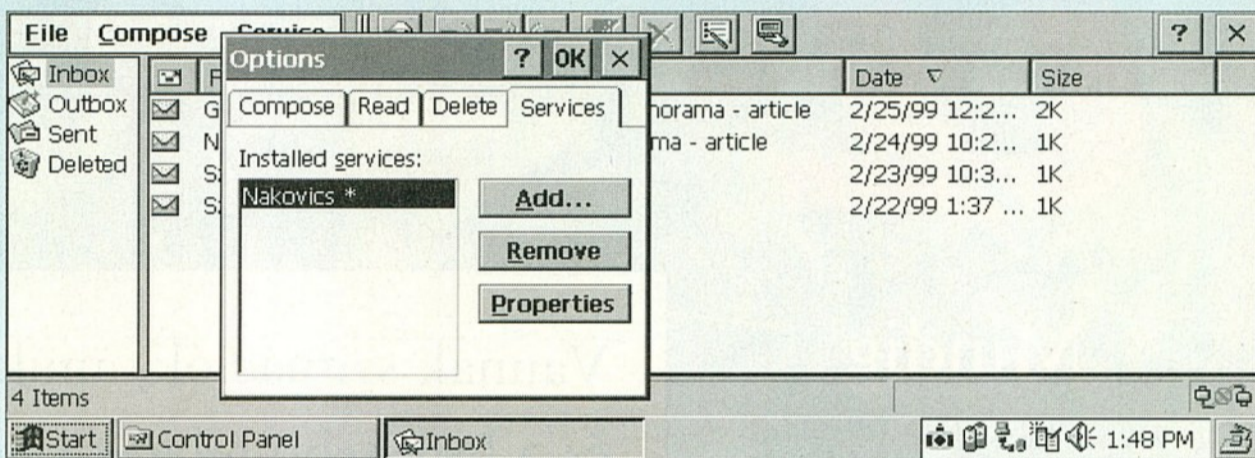 File Compose Service
? ×
Options ? OK ×
Compose Read Delete Services
Installed services:
Nakovics *
Add...
Remove
Properties
Inbox
Outbox
Sent
Deleted
Date Size
norama - article 2/25/99 12:2... 2K
ma - article 2/24/99 10:2... 1K
2/23/99 10:3... 1K
2/22/99 1:37 ... 1K
4 Items
Start Control Panel Inbox 1:48 PM